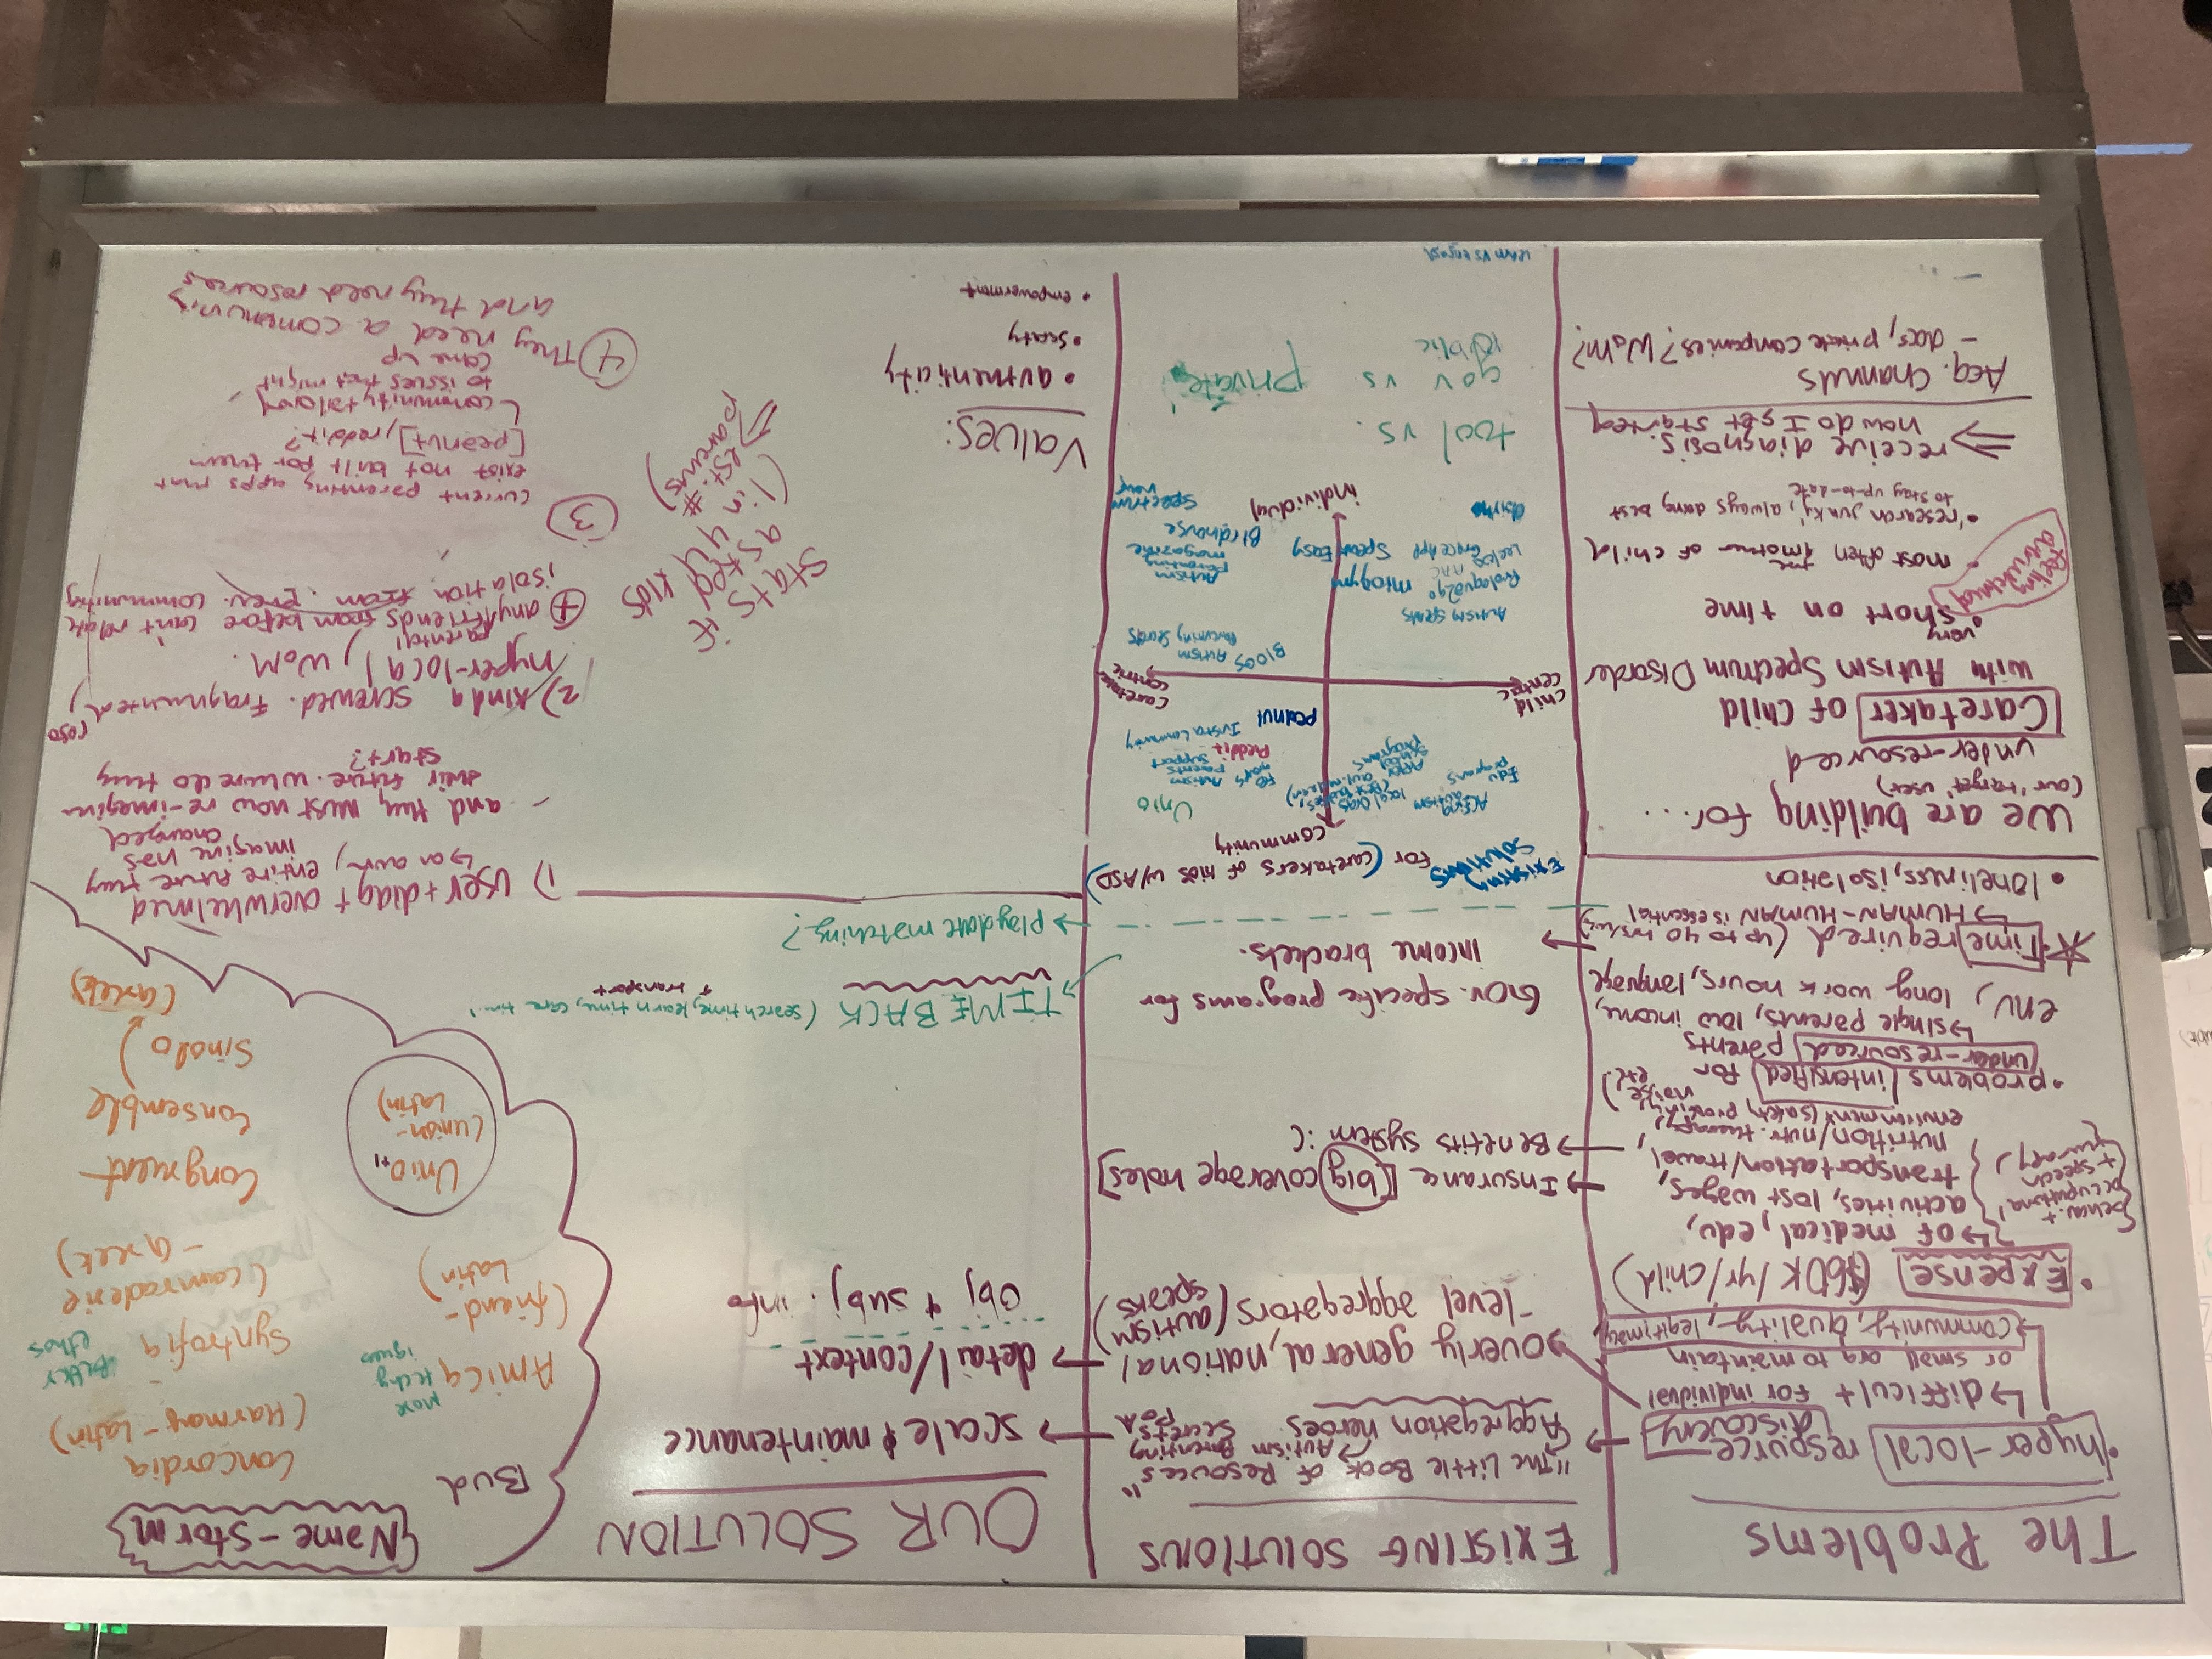 The Problems
• hyper-local resource
discovery
↳ difficult for individual
or small org to maintain
community, quality, legitimacy
• Expense ($60K/yr/child)
↳ of medical, edu,
activities, lost wages,
transportation/travel,
nutrition/nutr. therapy,
environment (safety proofing,
noise,
etc.)
behav. +
occupational
+ speech
• problems intensified for
under-resourced parents
↳ single parents, low income,
env, long work hours, language
• Time required (up to 40 hrs/wk)
↳ HUMAN-HUMAN is essential
• loneliness, isolation
We are building for...
(our 'target' user)
under-resourced
Caretaker of child
with Autism Spectrum Disorder
• very
short on time
feeling
overwhelmed
- most often the mother of child
• 'research junky', always doing best
to stay up-to-date
⇒ receive diagnosis.
how do I get started
Acq. Channels
- docs, private companies? WoM?
EXISTING SOLUTIONS
"The Little Book of Resouces"
→ Autism Parenting
Secrets
Aggregation heroes
overly general, national
-level aggregators (autism
speaks)
→ Insurance [big coverage holes]
→ Benefits system :(
Gov. specific programs for
income brackets.
Existing
Solutions for (caretakers of kids w/ASD)
community
ACEing
autism
Edu
programs
local orgs
After
school
programs
Unio
FB
Autism
parents
support
Reddit
Insta Community
peanut
child
centric
caretaker
centric
Blogs
Autism
Parenting Secrets
Autism Speaks
Proloquo2go
AAC
Grace App
miogym
Speak Easy
Autism
parenting
magazine
Birdhouse
Spectrum
news
individual
tool vs.
gov vs private
public
learn vs engage
OUR SOLUTION
→ scale & maintenance
→ detail/context
obj & subj. info
TIME BACK (search time, learn time, care time)
↑ transport
→ playdate matching?
Values:
• authenticity
• safety
• empowerment
stats if
asked
(1 in 44 kids
⇒ est. #
parents)
Name-storm
Bud
Concordia
(Harmony-Latin)
Amica
more
techy
(friend-
Latin)
Syntrofia
Better
ethos
(camraderie
-Greek)
Unio +1
(union-
Latin)
Congruent
Ensemble
Sinolo
(Greek)
1) user + diag + overwhelmed
↳ on own, entire future they
imagine has
changed
- and they must now re-imagine
their future. where do they
start?
2) Kinda screwed. Fragmented, reso
hyper-local, WoM.
parental
⊕ any friends from before can't relate
, isolation from prev. communities
3
current parenting apps that
exist not built for them
[peanut], reddit?
↳ community tailored
to issues that might
come up
4 They need a community
and they need resources